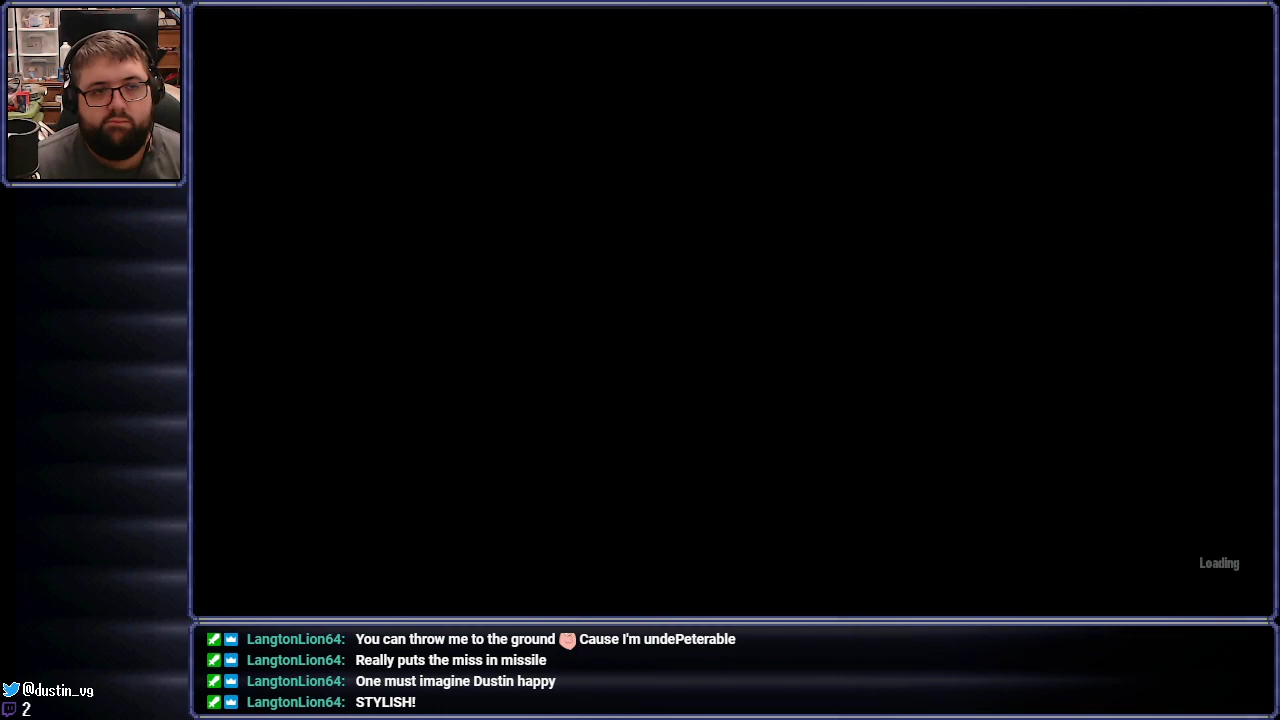 Loading
LangtonLion64: You can throw me to the ground Cause I'm undePeterable
LangtonLion64: Really puts the miss in missile
LangtonLion64: One must imagine Dustin happy
LangtonLion64: STYLISH!
@dustin_vg
2